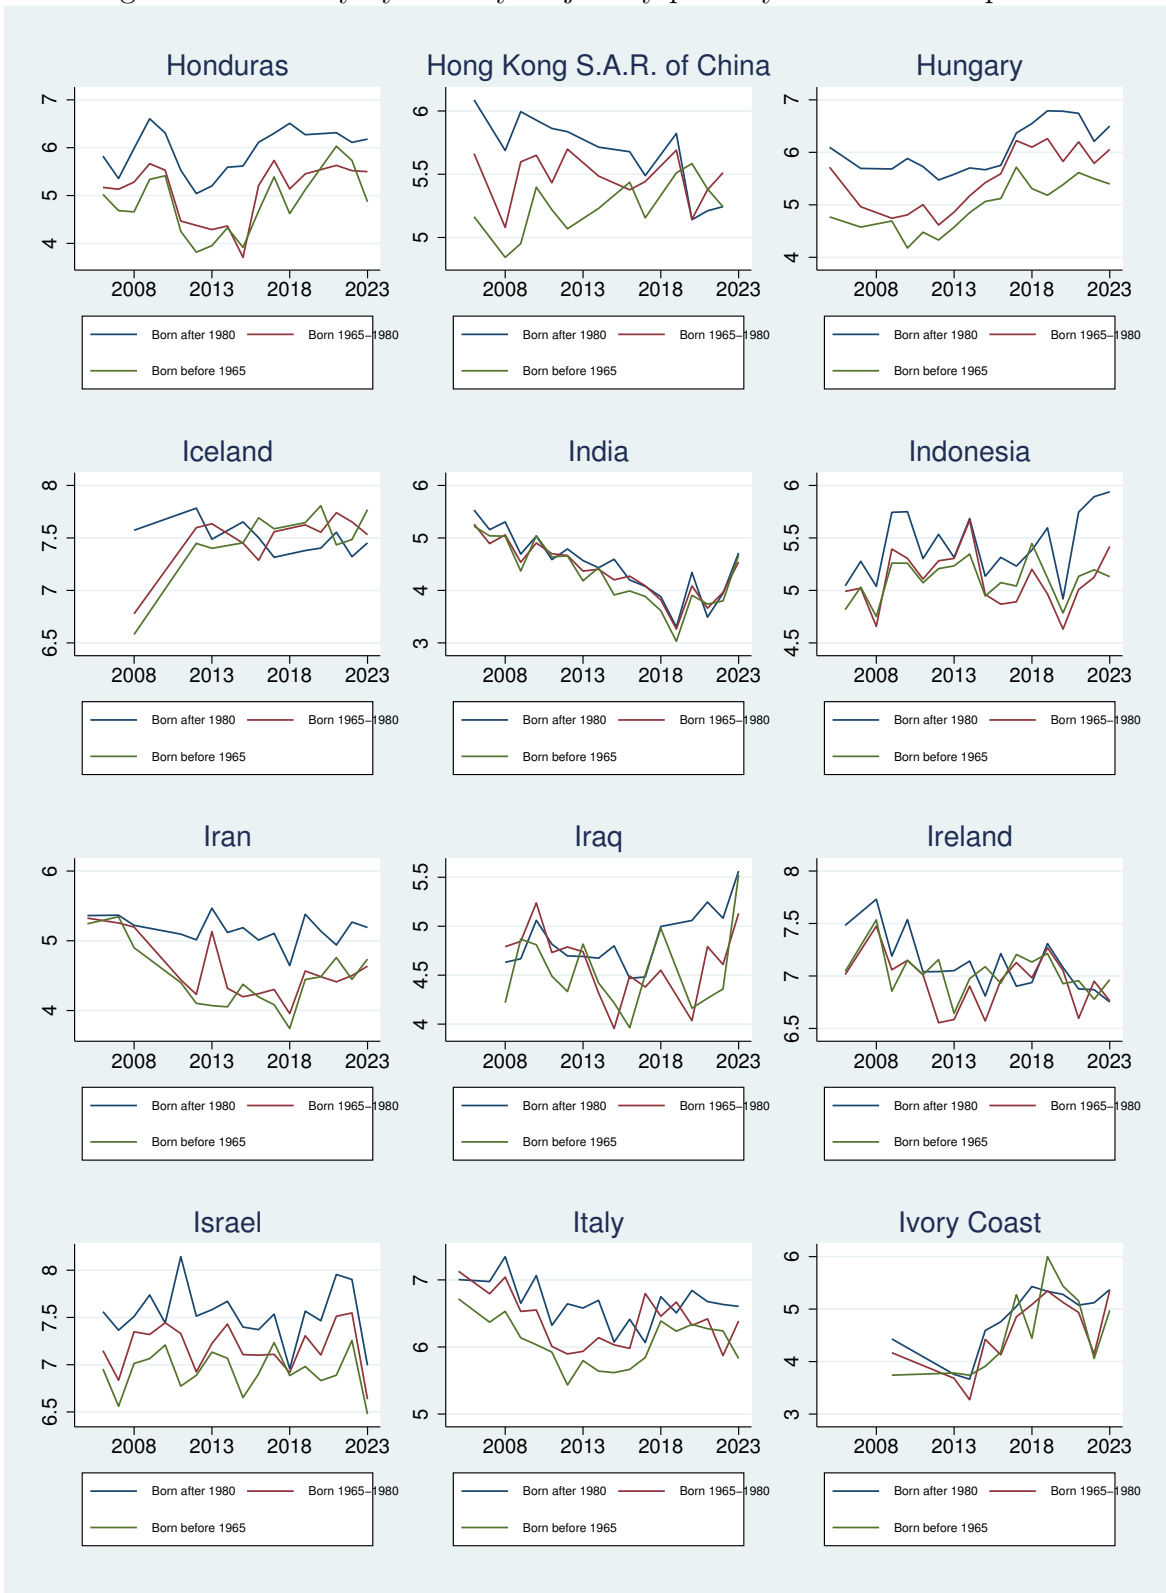 Honduras
7
6
5
4
2008 2013 2018 2023
Born after 1980 Born 1965–1980
Born before 1965
Hong Kong S.A.R. of China
6
5.5
5
2008 2013 2018 2023
Born after 1980 Born 1965–1980
Born before 1965
Hungary
7
6
5
4
2008 2013 2018 2023
Born after 1980 Born 1965–1980
Born before 1965
Iceland
8
7.5
7
6.5
2008 2013 2018 2023
Born after 1980 Born 1965–1980
Born before 1965
India
6
5
4
3
2008 2013 2018 2023
Born after 1980 Born 1965–1980
Born before 1965
Indonesia
6
5.5
5
4.5
2008 2013 2018 2023
Born after 1980 Born 1965–1980
Born before 1965
Iran
6
5
4
2008 2013 2018 2023
Born after 1980 Born 1965–1980
Born before 1965
Iraq
5.5
5
4.5
4
2008 2013 2018 2023
Born after 1980 Born 1965–1980
Born before 1965
Ireland
8
7.5
7
6.5
2008 2013 2018 2023
Born after 1980 Born 1965–1980
Born before 1965
Israel
8
7.5
7
6.5
2008 2013 2018 2023
Born after 1980 Born 1965–1980
Born before 1965
Italy
7
6
5
2008 2013 2018 2023
Born after 1980 Born 1965–1980
Born before 1965
Ivory Coast
6
5
4
3
2008 2013 2018 2023
Born after 1980 Born 1965–1980
Born before 1965